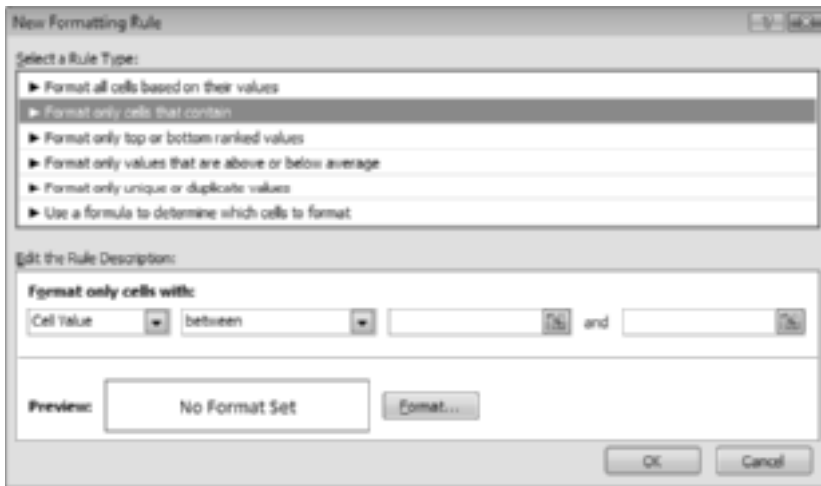 New Formatting Rule
Select a Rule Type:
► Format all cells based on their values
► Format only cells that contain
► Format only top or bottom ranked values
► Format only values that are above or below average
► Format only unique or duplicate values
► Use a formula to determine which cells to format
Edit the Rule Description:
Format only cells with:
Cell Value between and
Preview: No Format Set Format...
OK Cancel